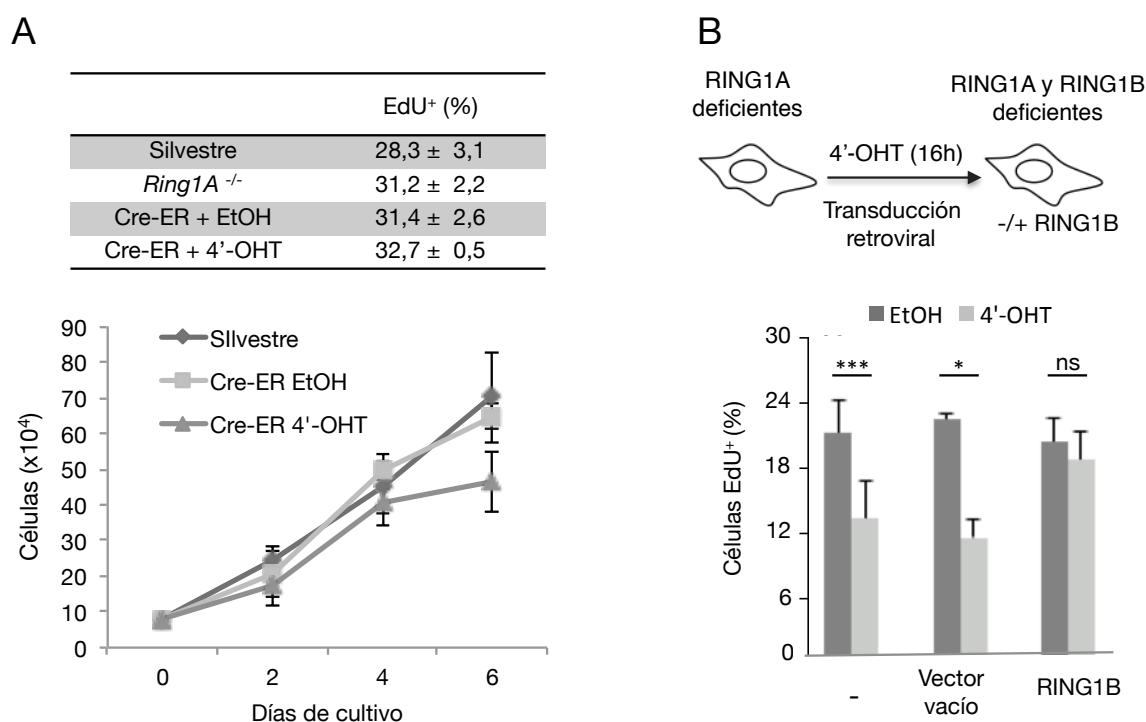 A
EdU⁺ (%)
Silvestre 28,3 ± 3,1
Ring1A -/- 31,2 ± 2,2
Cre-ER + EtOH 31,4 ± 2,6
Cre-ER + 4’-OHT 32,7 ± 0,5
90
80
70
60
50
40
30
20
10
0
Células (x10⁴)
SIlvestre
Cre-ER EtOH
Cre-ER 4'-OHT
0 2 4 6
Días de cultivo
B
RING1A
deficientes
RING1A y RING1B
deficientes
4’-OHT (16h)
Transducción
retroviral
-/+ RING1B
EtOH 4'-OHT
30
24
18
12
6
0
Células EdU⁺ (%)
*** * ns
-
Vector
vacío
RING1B